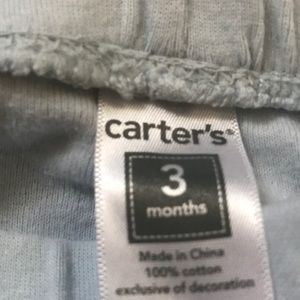 carter's®
3
months
Made in China
100% cotton
exclusive of decoration